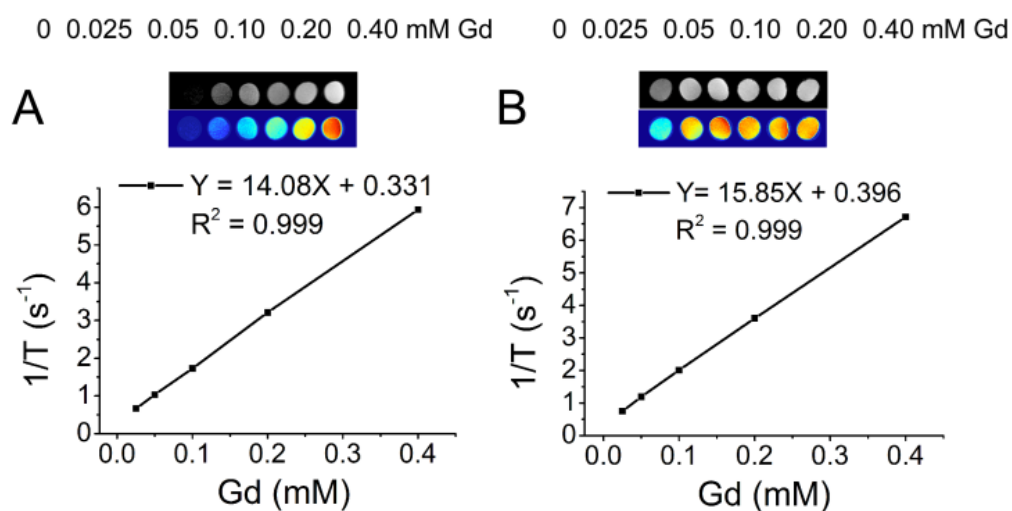 0 0.025 0.05 0.10 0.20 0.40 mM Gd
A
Y = 14.08X + 0.331
R² = 0.999
6
5
4
3
2
1
0
1/T (s⁻¹)
0.0 0.1 0.2 0.3 0.4
Gd (mM)
0 0.025 0.05 0.10 0.20 0.40 mM Gd
B
Y= 15.85X + 0.396
R² = 0.999
7
6
5
4
3
2
1
0
1/T (s⁻¹)
0.0 0.1 0.2 0.3 0.4
Gd (mM)